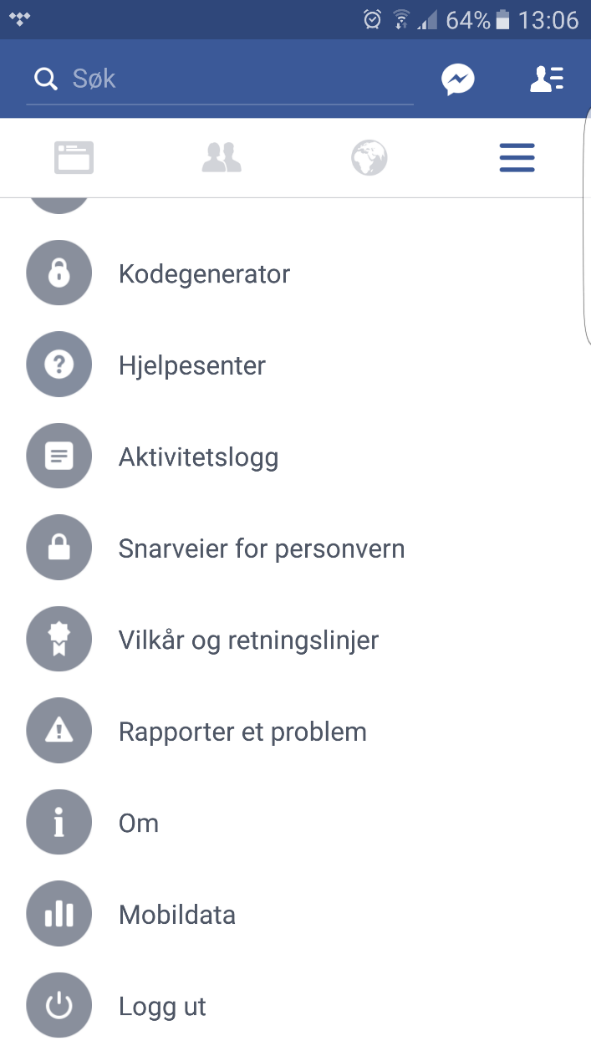 64% 13:06
Søk
Kodegenerator
Hjelpesenter
Aktivitetslogg
Snarveier for personvern
Vilkår og retningslinjer
Rapporter et problem
Om
Mobildata
Logg ut